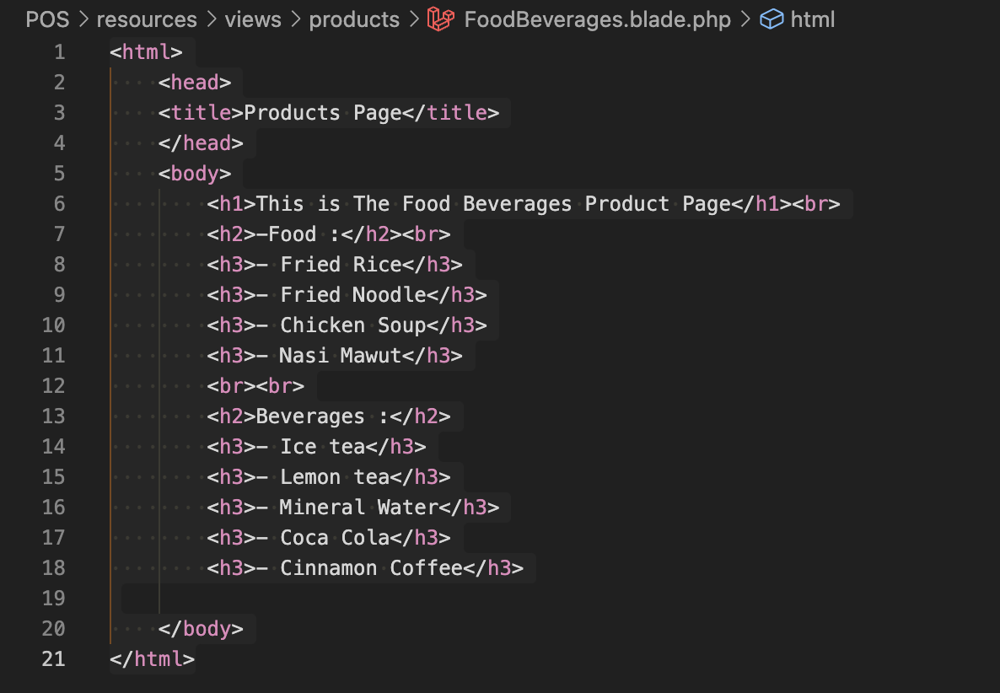 POS > resources > views > products > FoodBeverages.blade.php > html
1 <html>
2     <head>
3     <title>Products Page</title>
4     </head>
5     <body>
6         <h1>This is The Food Beverages Product Page</h1><br>
7         <h2>-Food :</h2><br>
8         <h3>- Fried Rice</h3>
9         <h3>- Fried Noodle</h3>
10         <h3>- Chicken Soup</h3>
11         <h3>- Nasi Mawut</h3>
12         <br><br>
13         <h2>Beverages :</h2>
14         <h3>- Ice tea</h3>
15         <h3>- Lemon tea</h3>
16         <h3>- Mineral Water</h3>
17         <h3>- Coca Cola</h3>
18         <h3>- Cinnamon Coffee</h3>
19
20     </body>
21 </html>